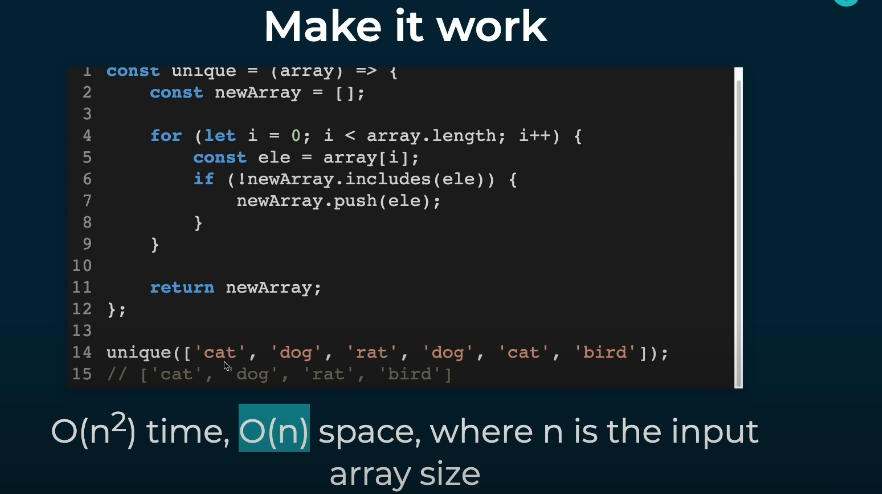 Make it work
1 const unique = (array) => {
2     const newArray = [];
3
4     for (let i = 0; i < array.length; i++) {
5         const ele = array[i];
6         if (!newArray.includes(ele)) {
7             newArray.push(ele);
8         }
9     }
10
11     return newArray;
12 };
13
14 unique(['cat', 'dog', 'rat', 'dog', 'cat', 'bird']);
15 // ['cat', 'dog', 'rat', 'bird']
O(n²) time, O(n) space, where n is the input
array size